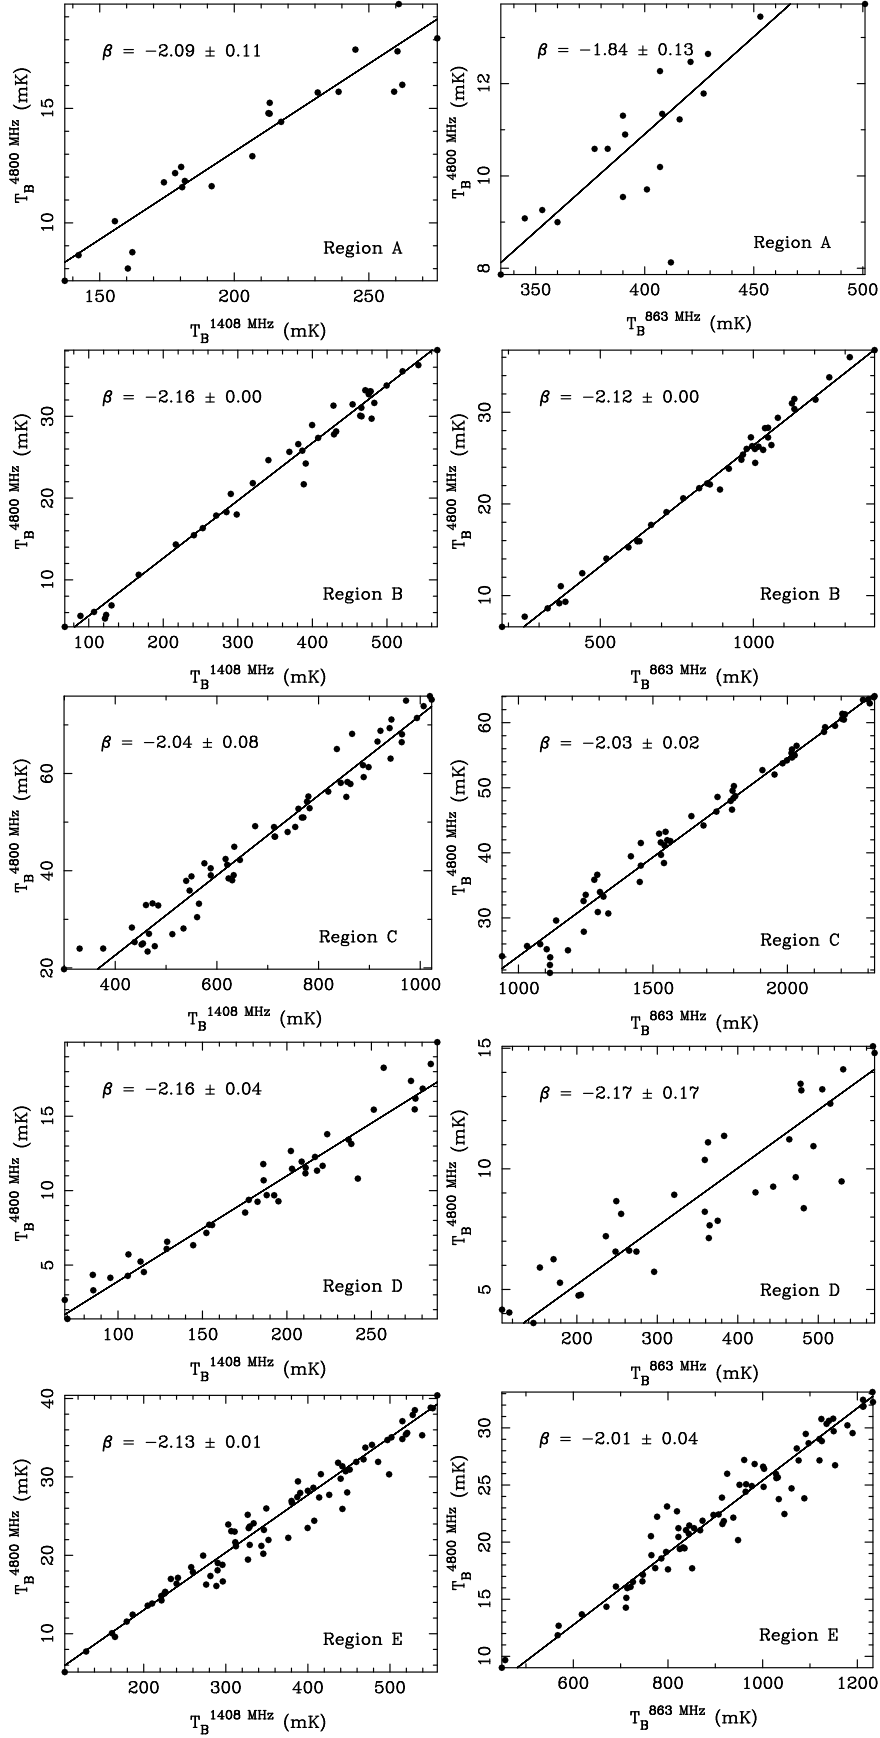 β = −2.09 ± 0.11
T_B^4800 MHz (mK)
15
10
Region A
150 200 250
T_B^1408 MHz (mK)
β = −1.84 ± 0.13
T_B^4800 MHz (mK)
12
10
8
Region A
350 400 450 500
T_B^863 MHz (mK)
β = −2.16 ± 0.00
T_B^4800 MHz (mK)
30
20
10
Region B
100 200 300 400 500
T_B^1408 MHz (mK)
β = −2.12 ± 0.00
T_B^4800 MHz (mK)
30
20
10
Region B
500 1000
T_B^863 MHz (mK)
β = −2.04 ± 0.08
T_B^4800 MHz (mK)
60
40
20
Region C
400 600 800 1000
T_B^1408 MHz (mK)
β = −2.03 ± 0.02
T_B^4800 MHz (mK)
60
50
40
30
Region C
1000 1500 2000
T_B^863 MHz (mK)
β = −2.16 ± 0.04
T_B^4800 MHz (mK)
15
10
5
Region D
100 150 200 250
T_B^1408 MHz (mK)
β = −2.17 ± 0.17
T_B^4800 MHz (mK)
15
10
5
Region D
200 300 400 500
T_B^863 MHz (mK)
β = −2.13 ± 0.01
T_B^4800 MHz (mK)
40
30
20
10
Region E
200 300 400 500
T_B^1408 MHz (mK)
β = −2.01 ± 0.04
T_B^4800 MHz (mK)
30
25
20
15
10
Region E
600 800 1000 1200
T_B^863 MHz (mK)